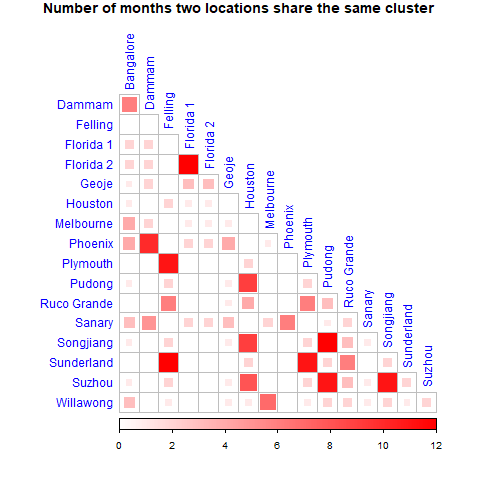 Number of months two locations share the same cluster
Bangalore
Dammam
Felling
Florida 1
Florida 2
Geoje
Houston
Melbourne
Phoenix
Plymouth
Pudong
Ruco Grande
Sanary
Songjiang
Sunderland
Suzhou
Dammam
Felling
Florida 1
Florida 2
Geoje
Houston
Melbourne
Phoenix
Plymouth
Pudong
Ruco Grande
Sanary
Songjiang
Sunderland
Suzhou
Willawong
0 2 4 6 8 10 12